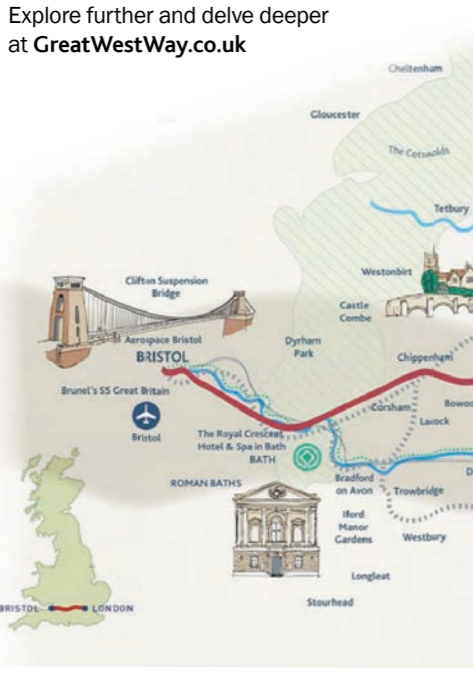 Explore further and delve deeper
at GreatWestWay.co.uk
Cheltenham
Gloucester
The Cotswolds
Tetbury
Westonbirt
Clifton Suspension
Bridge
Castle
Combe
Aerospace Bristol
BRISTOL
Dyrham
Park
Chippenham
Brunel's SS Great Britain
Corsham
Lacock
Bristol
The Royal Crescent
Hotel & Spa in Bath
BATH
ROMAN BATHS
Bradford
on Avon
Trowbridge
Iford
Manor
Gardens
Westbury
Longleat
Stourhead
BRISTOL
LONDON